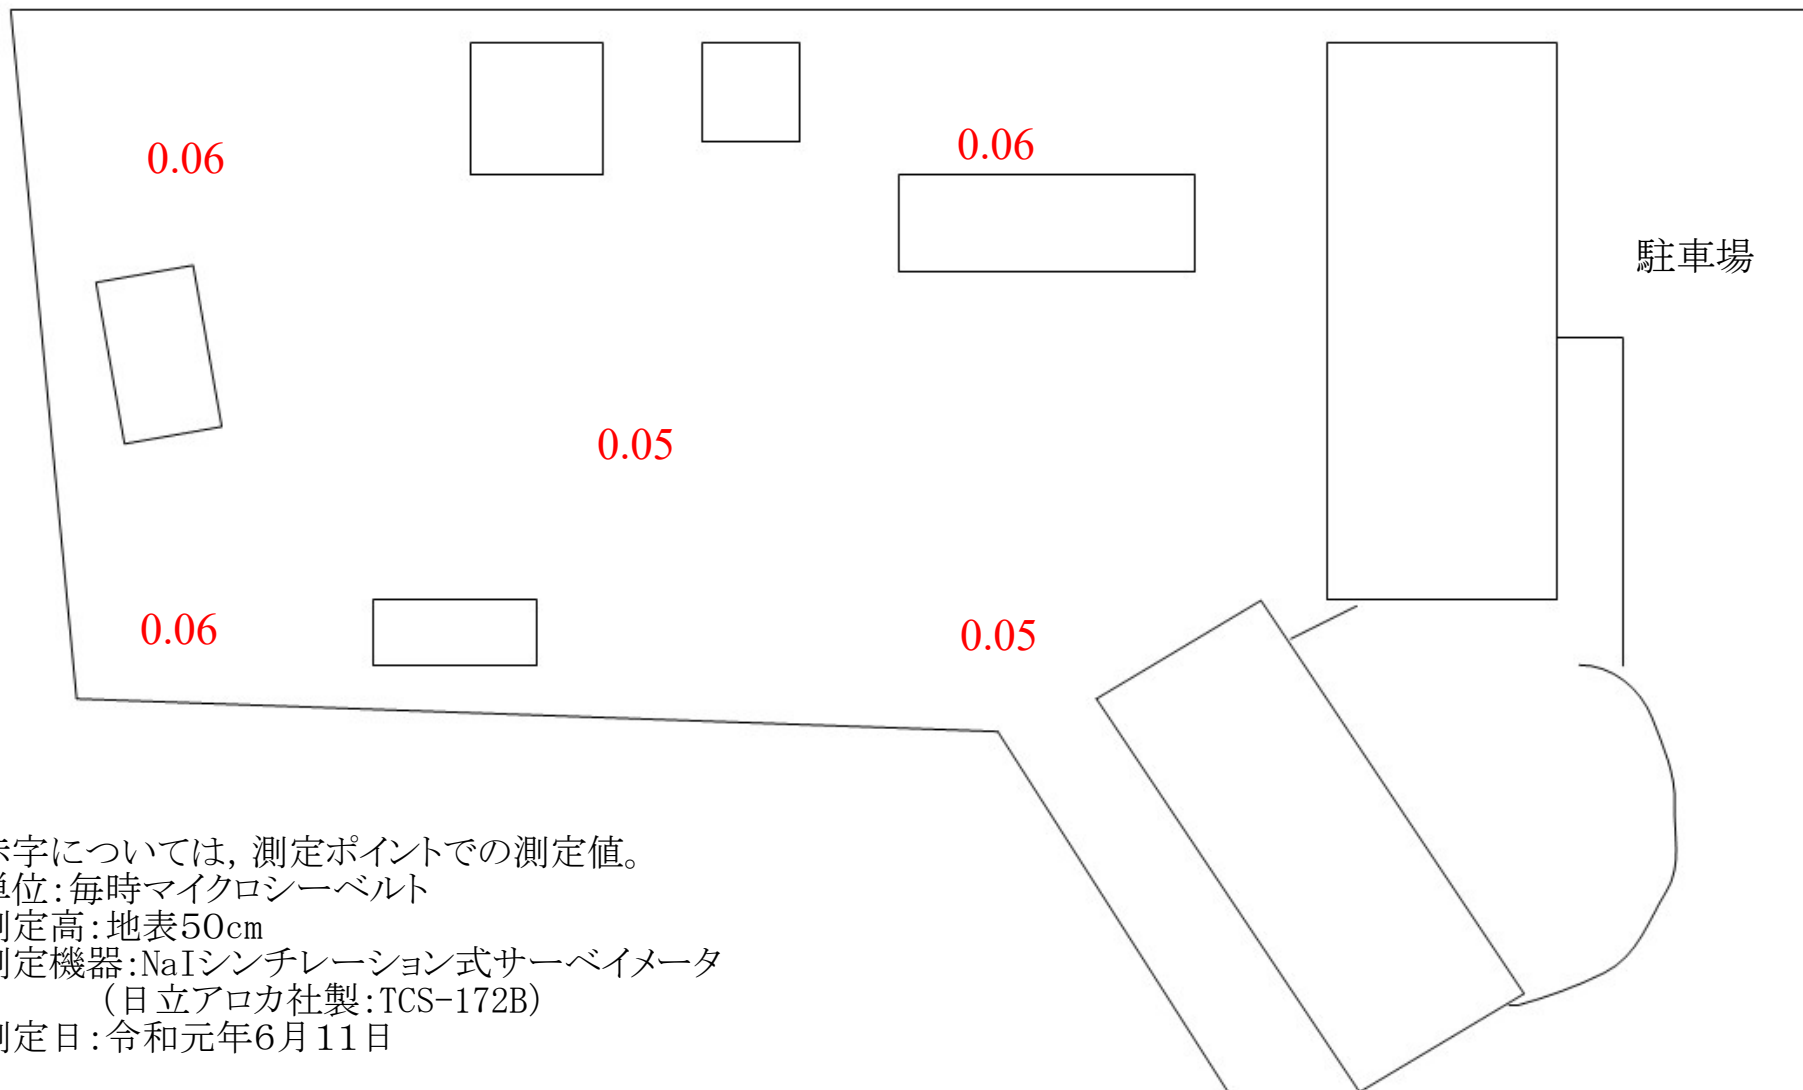 0.06
0.06
駐車場
0.05
0.06
0.05
字については,測定ポイントでの測定値。
位:毎時マイクロシーベルト
定高:地表50cm
定機器:NaIシンチレーション式サーベイメータ
(日立アロカ社製:TCS-172B)
定日:令和元年6月11日